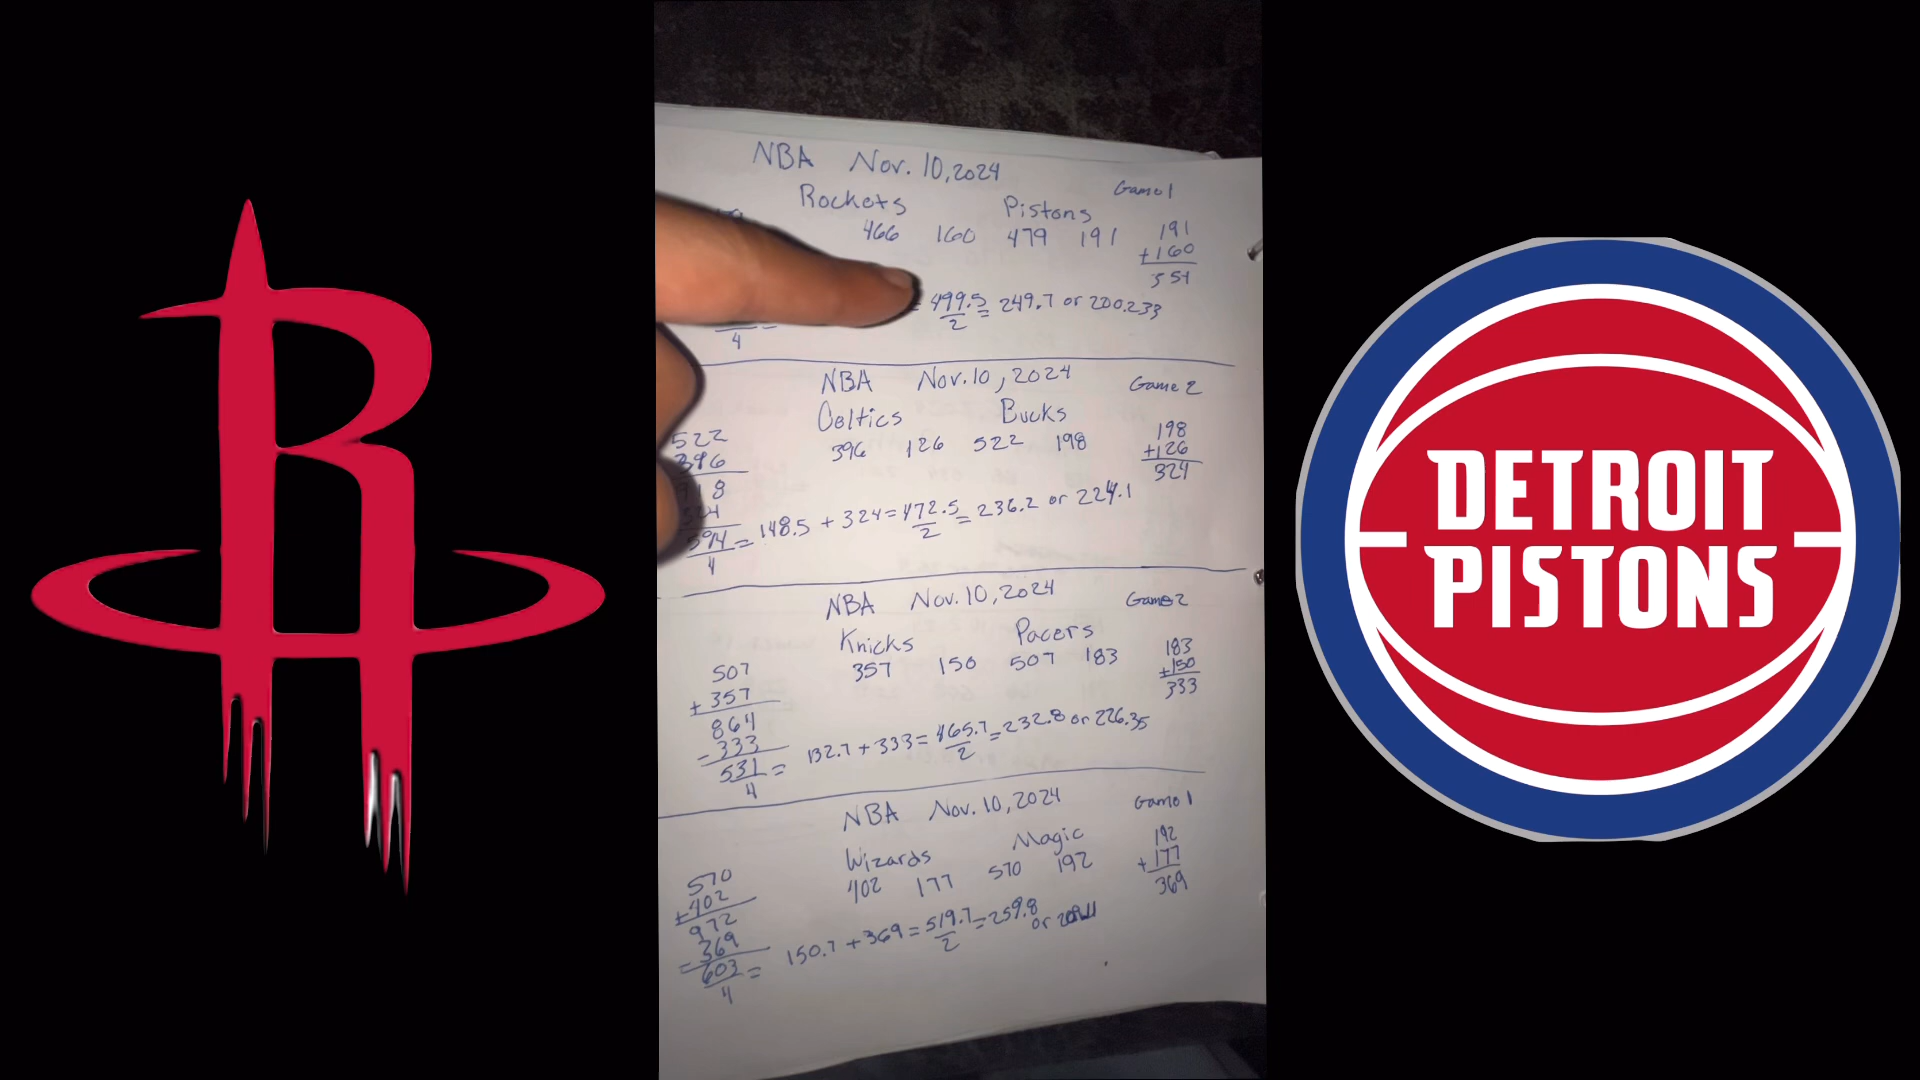 NBA Nov. 10, 2024
Game 1
Rockets Pistons
466 160 479 191
191
+160
351
499.5 = 249.7 or 200.233
2
4
NBA Nov. 10, 2024 Game 2
Celtics Bucks
396 126 522 198
198
+126
324
522
396
18
324
594 = 148.5 + 324 = 472.5 = 236.2 or 224.1
4 2
NBA Nov. 10, 2024 Game 2
Knicks Pacers
357 150 507 183
183
+150
333
507
+357
864
-333
531 = 132.7 + 333 = 465.7 = 232.8 or 226.35
4 2
NBA Nov. 10, 2024 Game 1
Wizards Magic
402 177 570 192
192
+177
369
570
+402
972
-369
603 = 150.7 + 369 = 519.7 = 259.8
4 2 or
DETROIT
PISTONS